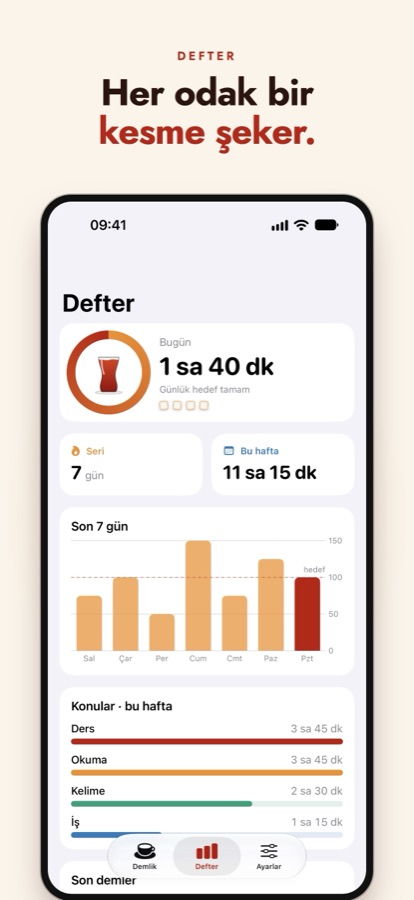 DEFTER
Her odak bir
kesme şeker.
09:41
Defter
Bugün
1 sa 40 dk
Günlük hedef tamam
Seri
7 gün
Bu hafta
11 sa 15 dk
Son 7 gün
150
hedef
100
50
0
Sal Çar Per Cum Cmt Paz Pzt
Konular · bu hafta
Ders 3 sa 45 dk
Okuma 3 sa 45 dk
Kelime 2 sa 30 dk
İş 1 sa 15 dk
Demlik Defter Ayarlar
Son demler